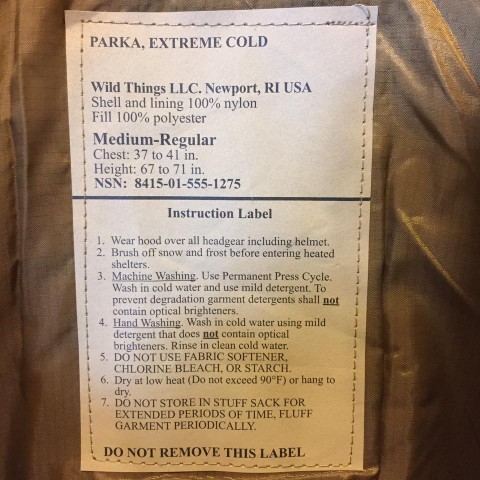 PARKA, EXTREME COLD
Wild Things LLC. Newport, RI USA
Shell and lining 100% nylon
Fill 100% polyester
Medium-Regular
Chest: 37 to 41 in.
Height: 67 to 71 in.
NSN: 8415-01-555-1275
Instruction Label
1. Wear hood over all headgear including helmet.
2. Brush off snow and frost before entering heated
shelters.
3. Machine Washing. Use Permanent Press Cycle.
Wash in cold water and use mild detergent. To
prevent degradation garment detergents shall not
contain optical brighteners.
4. Hand Washing. Wash in cold water using mild
detergent that does not contain optical
brighteners. Rinse in clean cold water.
5. DO NOT USE FABRIC SOFTENER,
CHLORINE BLEACH, OR STARCH.
6. Dry at low heat (Do not exceed 90°F) or hang to
dry.
7. DO NOT STORE IN STUFF SACK FOR
EXTENDED PERIODS OF TIME, FLUFF
GARMENT PERIODICALLY.
DO NOT REMOVE THIS LABEL